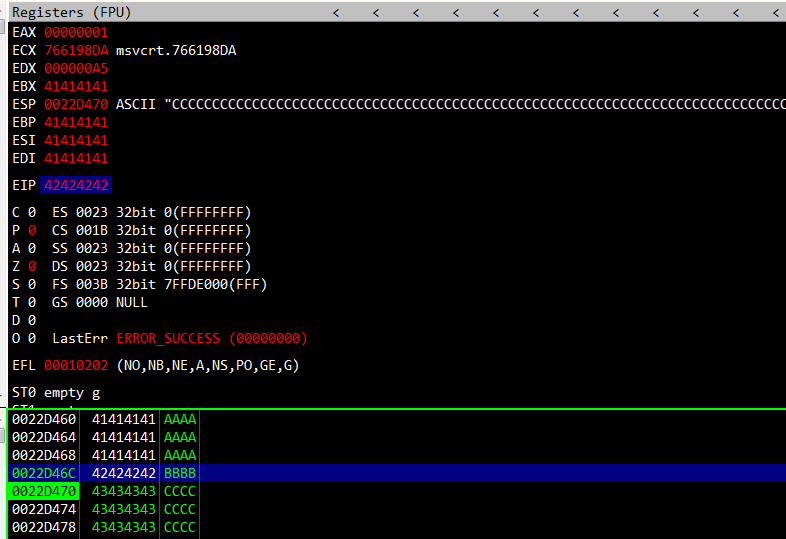 Registers (FPU) < < < < < < < < < < < <
EAX 00000001
ECX 766198DA msvcrt.766198DA
EDX 000000A5
EBX 41414141
ESP 0022D470 ASCII "CCCCCCCCCCCCCCCCCCCCCCCCCCCCCCCCCCCCCCCCCCCCCCCCCCCCCCCCCCCCCCCCCCCCCCCCCCCCC
EBP 41414141
ESI 41414141
EDI 41414141
EIP 42424242
C 0 ES 0023 32bit 0(FFFFFFFF)
P 0 CS 001B 32bit 0(FFFFFFFF)
A 0 SS 0023 32bit 0(FFFFFFFF)
Z 0 DS 0023 32bit 0(FFFFFFFF)
S 0 FS 003B 32bit 7FFDE000(FFF)
T 0 GS 0000 NULL
D 0
O 0 LastErr ERROR_SUCCESS (00000000)
EFL 00010202 (NO,NB,NE,A,NS,PO,GE,G)
ST0 empty g
0022D460 41414141 AAAA
0022D464 41414141 AAAA
0022D468 41414141 AAAA
0022D46C 42424242 BBBB
0022D470 43434343 CCCC
0022D474 43434343 CCCC
0022D478 43434343 CCCC